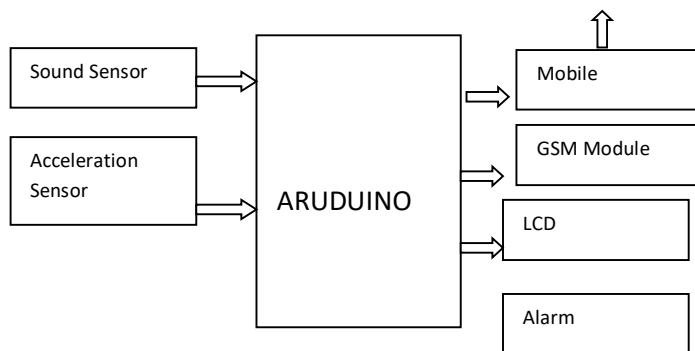 Sound Sensor
Acceleration
Sensor
ARUDUINO
Mobile
GSM Module
LCD
Alarm